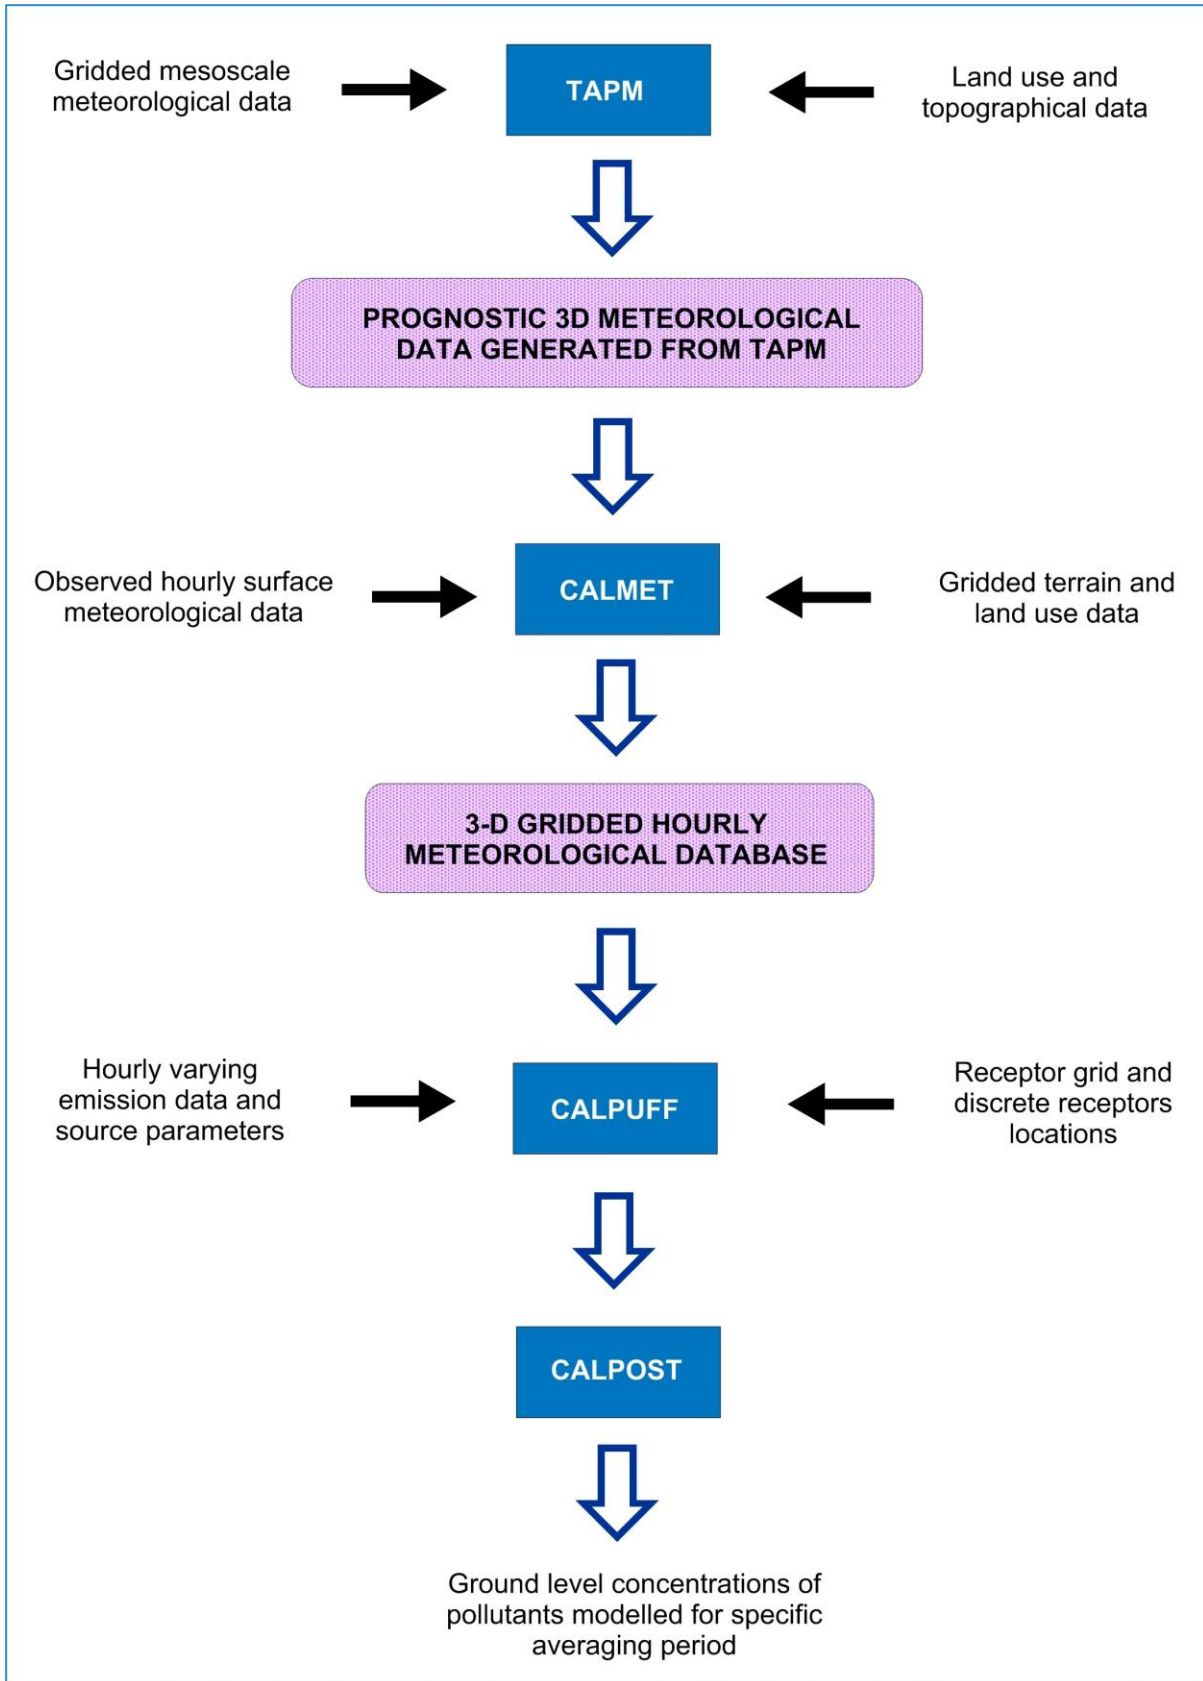 Gridded mesoscale
meteorological data
TAPM
Land use and
topographical data
PROGNOSTIC 3D METEOROLOGICAL
DATA GENERATED FROM TAPM
Observed hourly surface
meteorological data
CALMET
Gridded terrain and
land use data
3-D GRIDDED HOURLY
METEOROLOGICAL DATABASE
Hourly varying
emission data and
source parameters
CALPUFF
Receptor grid and
discrete receptors
locations
CALPOST
Ground level concentrations of
pollutants modelled for specific
averaging period